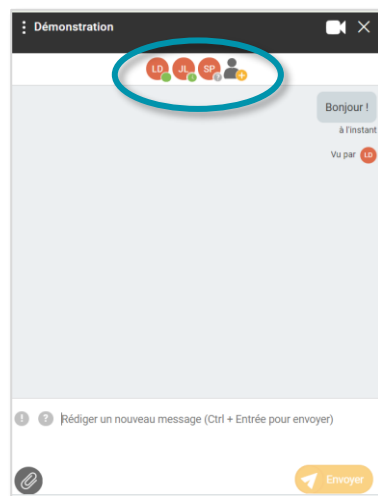 Démonstration
LD JL SP
Bonjour !
à l'instant
Vu par LD
! ? Rédiger un nouveau message (Ctrl + Entrée pour envoyer)
Envoyer